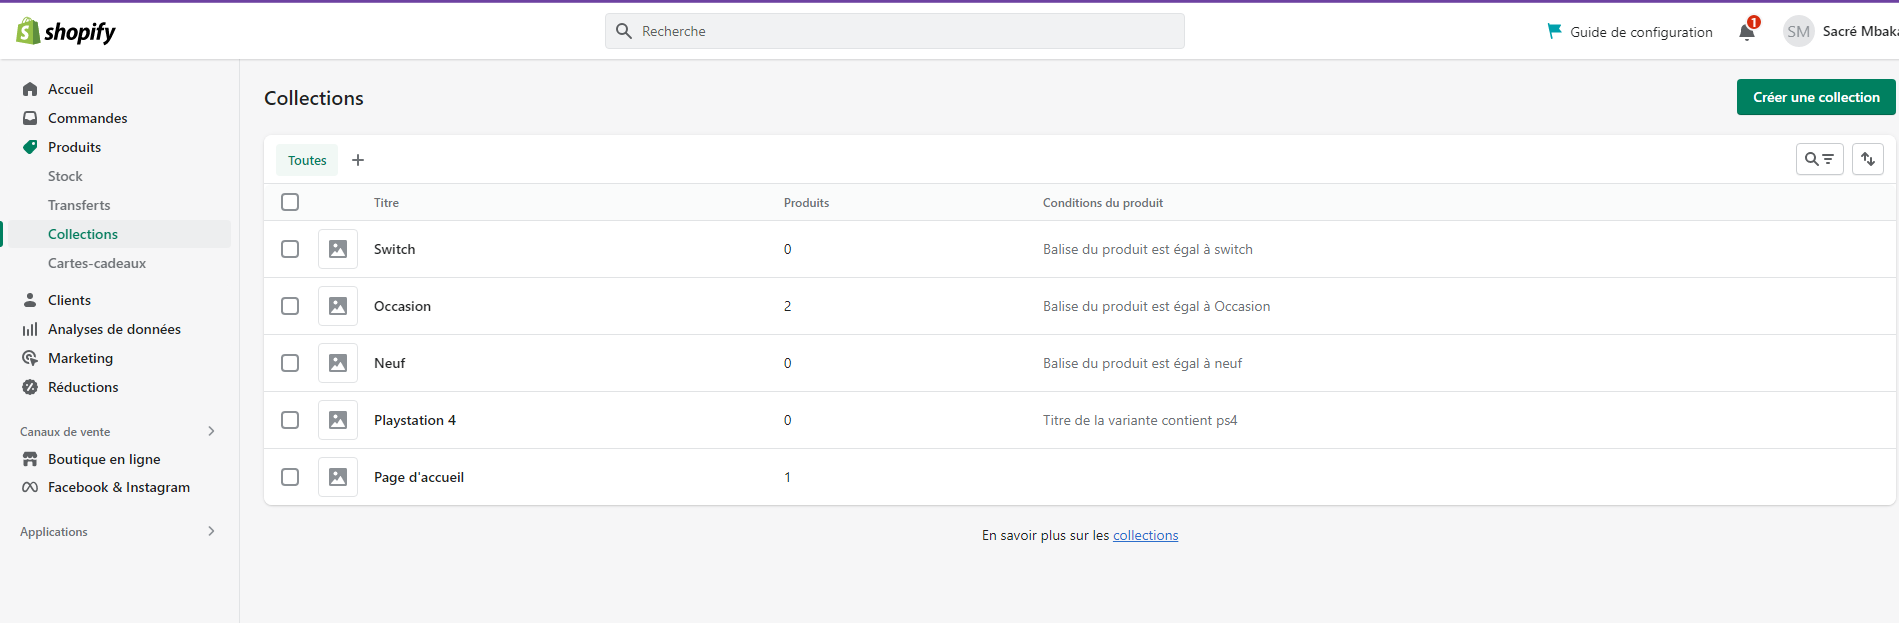 shopify
Recherche
Guide de configuration
1
SM
Sacré Mbaka
Accueil
Commandes
Produits
Stock
Transferts
Collections
Cartes-cadeaux
Clients
Analyses de données
Marketing
Réductions
Canaux de vente
Boutique en ligne
Facebook & Instagram
Applications
Collections
Créer une collection
Toutes
Titre Produits Conditions du produit
Switch 0 Balise du produit est égal à switch
Occasion 2 Balise du produit est égal à Occasion
Neuf 0 Balise du produit est égal à neuf
Playstation 4 0 Titre de la variante contient ps4
Page d'accueil 1
En savoir plus sur les collections